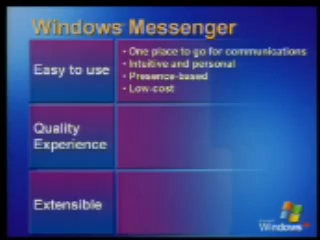 Windows Messenger
Easy to use
• One place to go for communications
• Intuitive and personal
• Presence-based
• Low-cost
Quality
Experience
Extensible
Windows